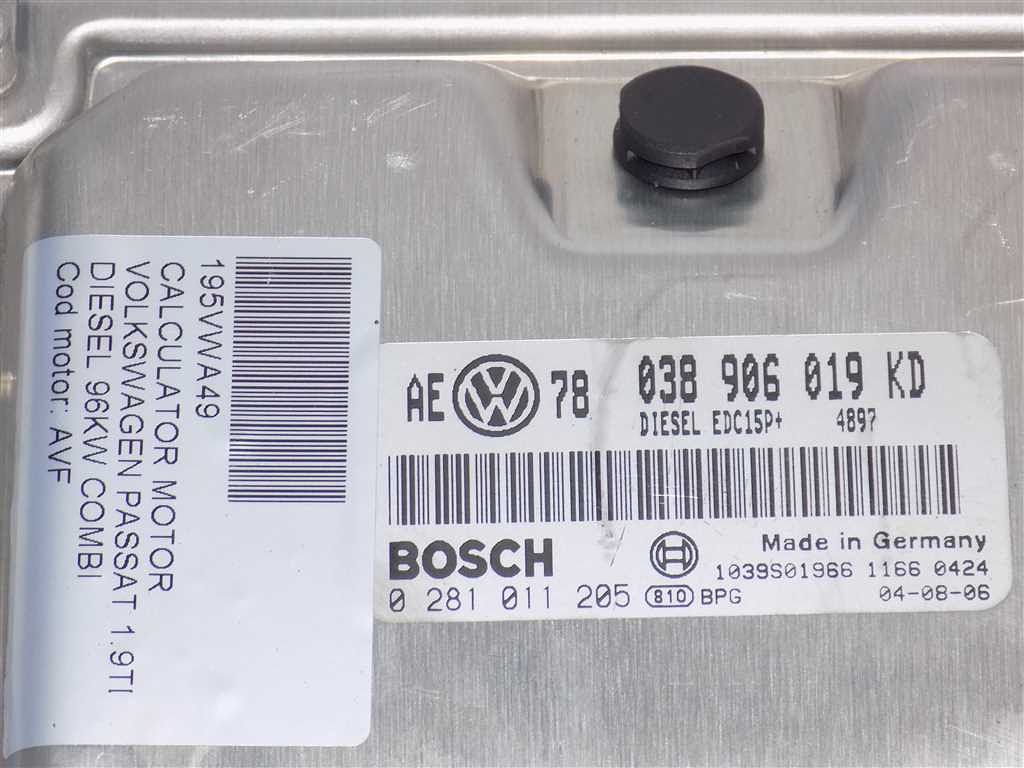 195VWA49
CALCULATOR MOTOR
VOLKSWAGEN PASSAT 1.9TI
DIESEL 96KW COMBI
Cod motor: AVF
AE VW 78 038 906 019 KD
DIESEL EDC15P+ 4897
BOSCH
Made in Germany
1039S01966 1166 0424
0 281 011 205 810 BPG 04-08-06